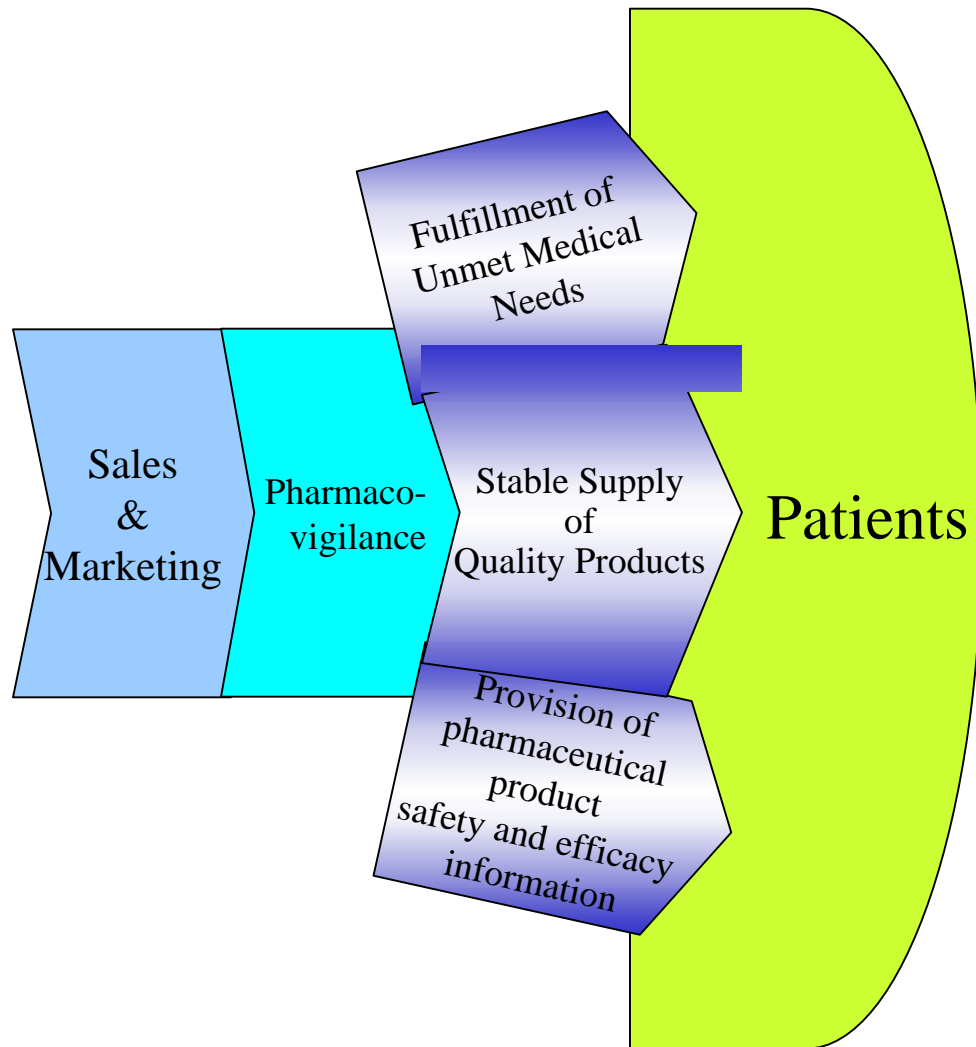 Fulfillment of
Unmet Medical
Needs
Sales
&
Marketing
Pharmaco-
vigilance
Stable Supply
of
Quality Products
Patients
Provision of
pharmaceutical
product
safety and efficacy
information